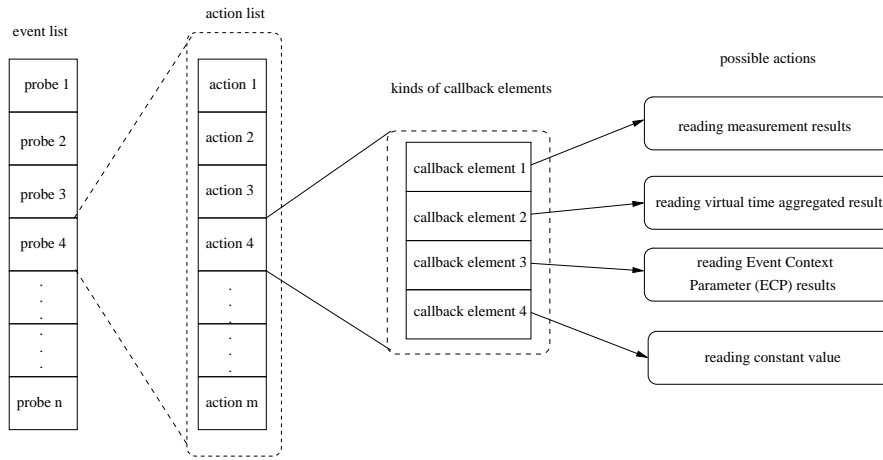 event list
probe 1
probe 2
probe 3
probe 4
.
.
.
.
.
.
probe n
action list
action 1
action 2
action 3
action 4
.
.
.
.
.
.
action m
kinds of callback elements
callback element 1
callback element 2
callback element 3
callback element 4
possible actions
reading measurement results
reading virtual time aggregated result
reading Event Context
Parameter (ECP) results
reading constant value